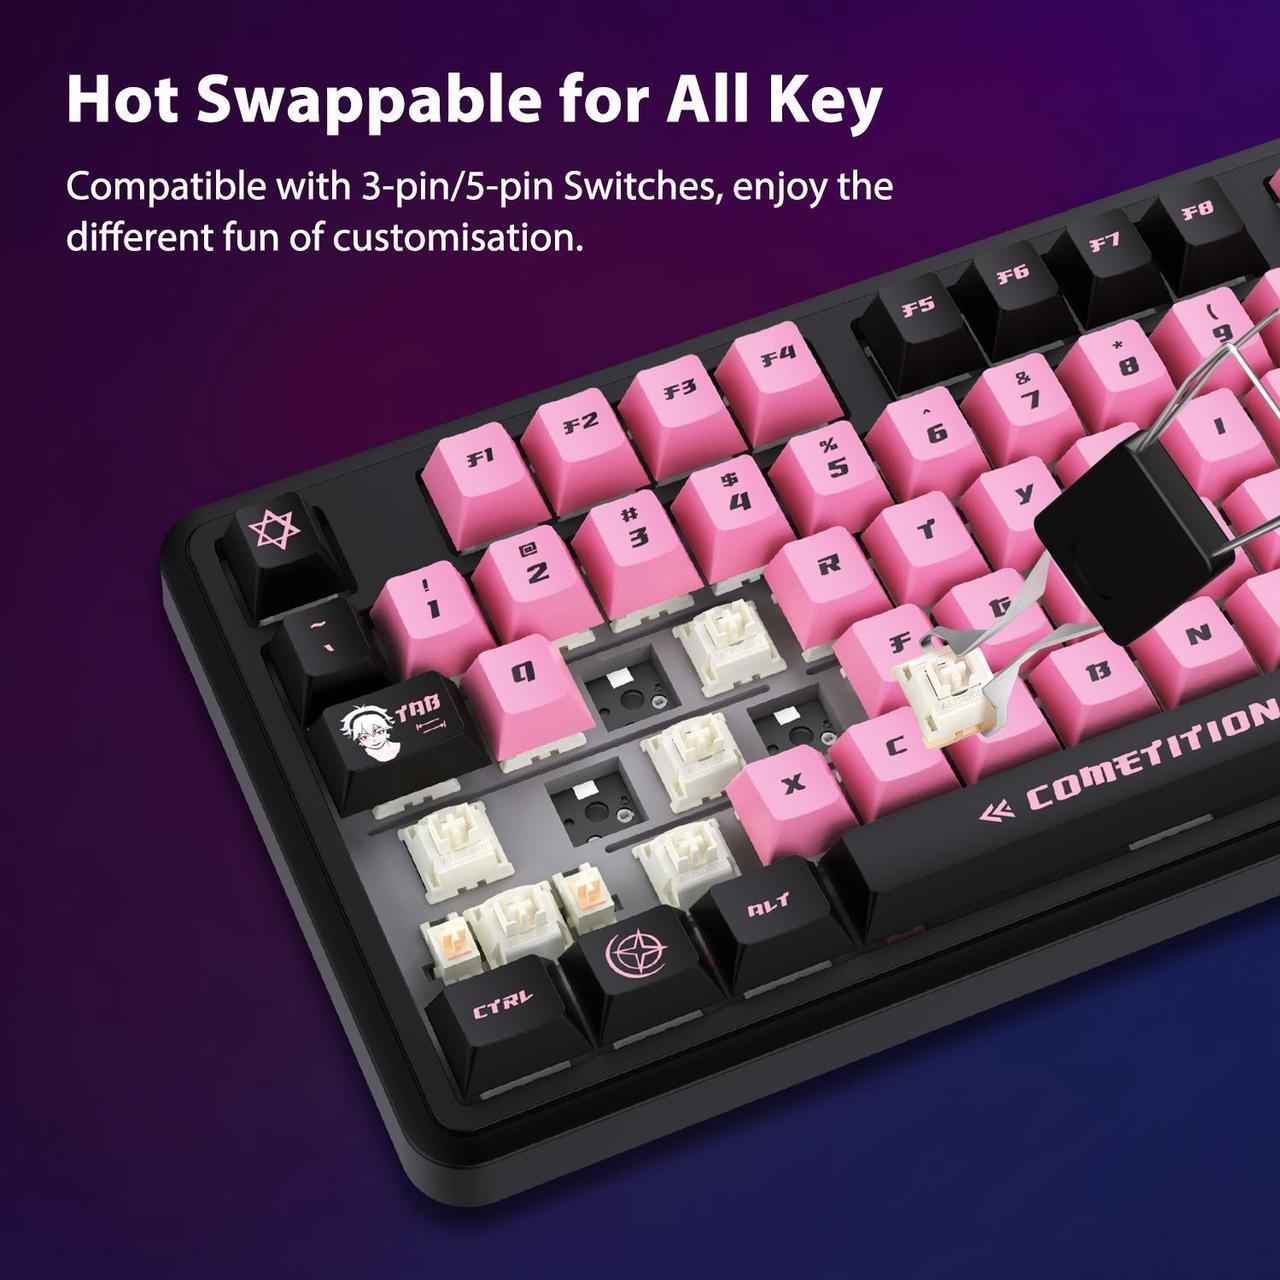 Hot Swappable for All Key
Compatible with 3-pin/5-pin Switches, enjoy the
different fun of customisation.
F5 F6 F7 F8
F1 F2 F3 F4
~ `
! 1 @ 2 # 3 $ 4 % 5 ^ 6 & 7 * 8 ( 9
TAB Q R T Y I
F G
X C B N
CTRL ALT << COMETITION